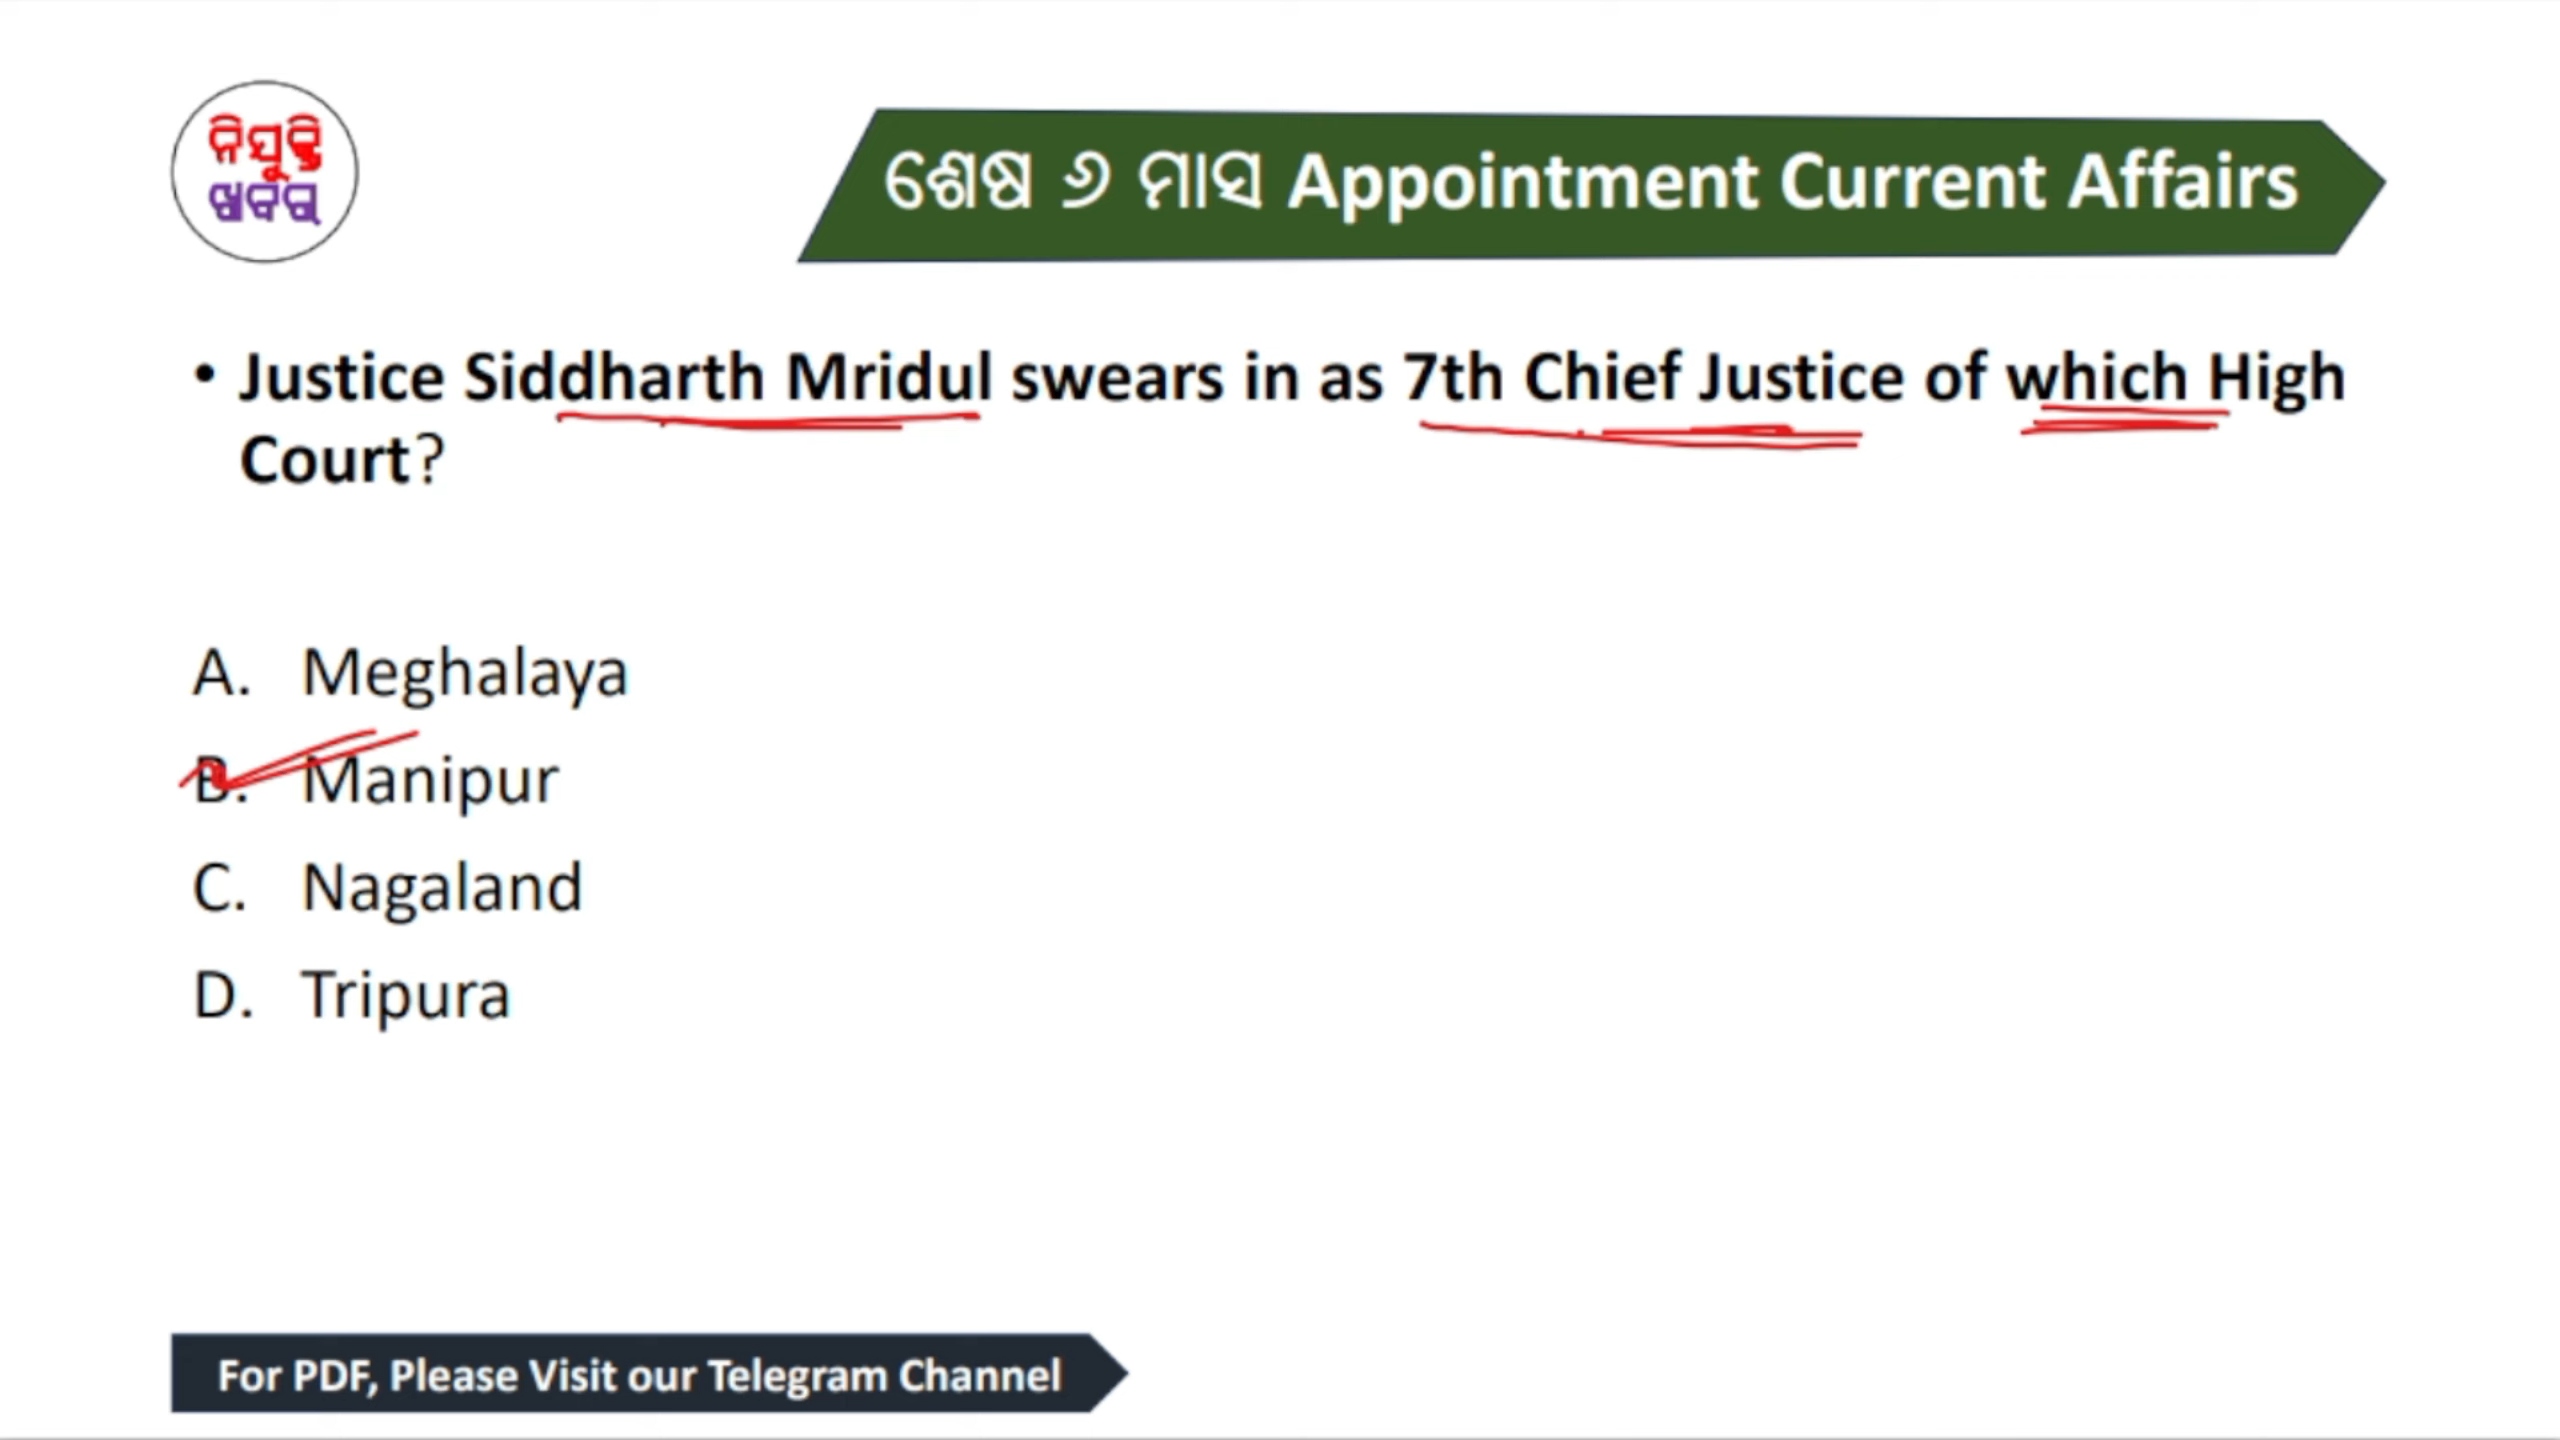 ନିଯୁକ୍ତି
ଖବର
ଶେଷ ୬ ମାସ Appointment Current Affairs
• Justice Siddharth Mridul swears in as 7th Chief Justice of which High
Court?
A. Meghalaya
B. Manipur
C. Nagaland
D. Tripura
For PDF, Please Visit our Telegram Channel